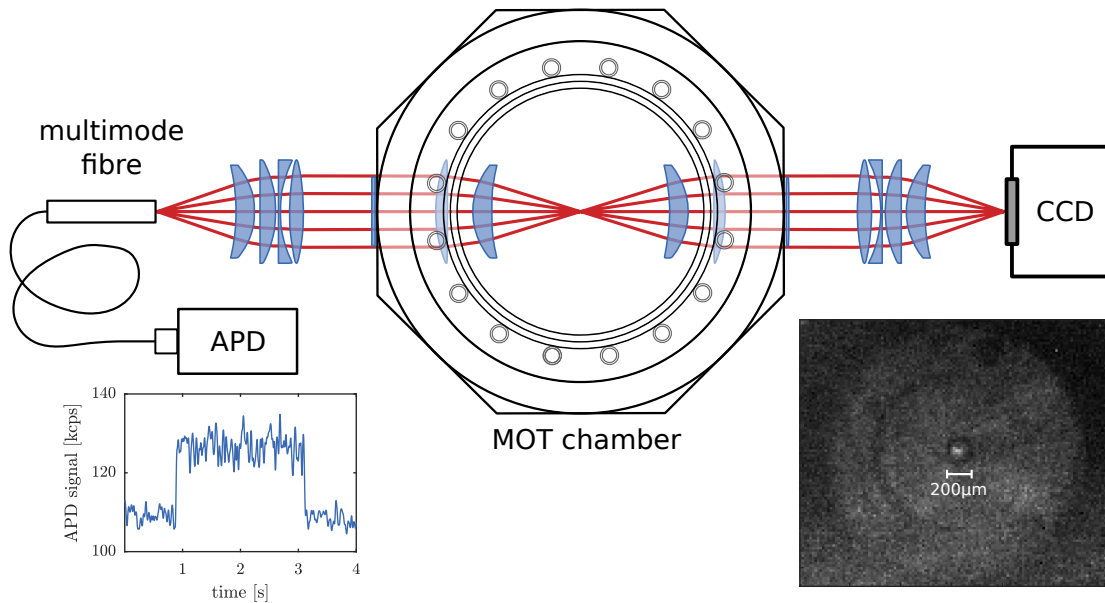 multimode
fibre
APD
CCD
MOT chamber
140
120
100
APD signal [kcps]
1
2
3
4
time [s]
200µm